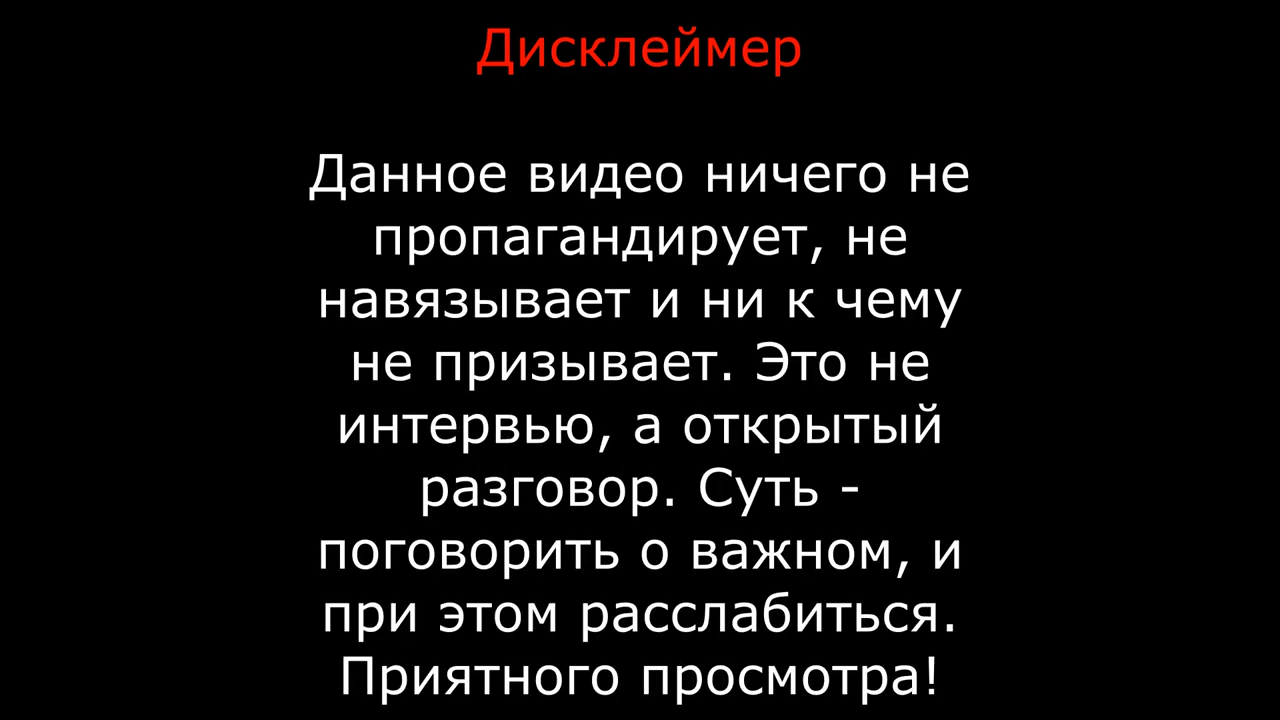 Дисклеймер
Данное видео ничего не
пропагандирует, не
навязывает и ни к чему
не призывает. Это не
интервью, а открытый
разговор. Суть -
поговорить о важном, и
при этом расслабиться.
Приятного просмотра!